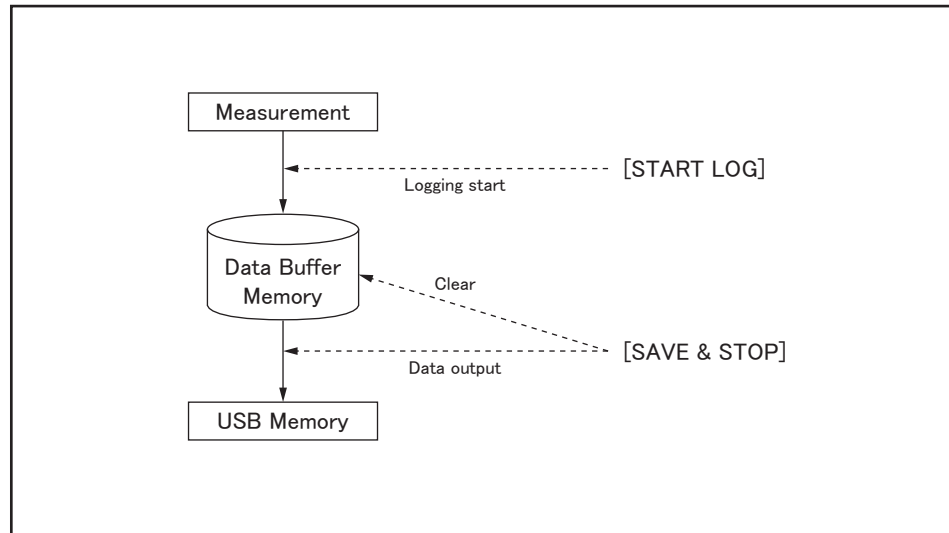 Measurement
[START LOG]
Logging start
Data Buffer
Memory
Clear
[SAVE & STOP]
Data output
USB Memory